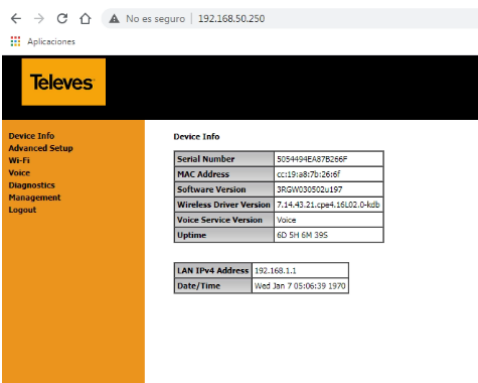 No es seguro | 192.168.50.250
Aplicaciones
Televes
Device Info
Advanced Setup
Wi-Fi
Voice
Diagnostics
Management
Logout
Device Info
Serial Number 5054494EA87B266F
MAC Address cc:19:a8:7b:26:6f
Software Version 3RGW030502u197
Wireless Driver Version 7.14.43.21.cpe4.16L02.0-kdb
Voice Service Version Voice
Uptime 6D 5H 6M 39S
LAN IPv4 Address 192.168.1.1
Date/Time Wed Jan 7 05:06:39 1970